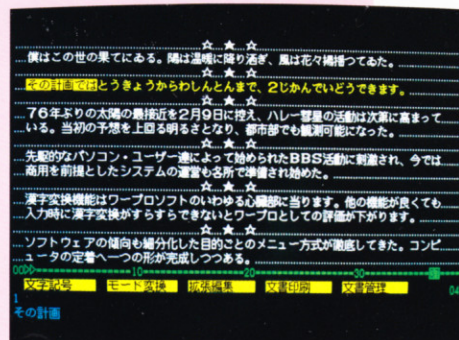 ☆ ★ ☆
僕はこの世の果てにゐる。陽は温暖に降り洒ぎ、風は花々揺つてゐた。
☆ ★ ☆
その計画ではとうきょうからわしんとんまで、2じかんでいどうできます。
☆ ★ ☆
76年ぶりの太陽の最接近を2月9日に控え、ハレー彗星の活動は次第に高まって
いる。当初の予想を上回る明るさとなり、都市部でも観測可能になった。
☆ ★ ☆
先駆的なパソコン・ユーザー達によって始められたBBS活動に刺激され、今では
商用を前提としたシステムの運営も各所で準備され始めた。
☆ ★ ☆
漢字変換機能はワープロソフトのいわゆる心臓部に当ります。他の機能が良くても
入力時に漢字変換がすらすらできないとワープロとしての評価が下がります。
☆ ★ ☆
ソフトウェアの傾向も細分化した目的ごとのメニュー方式が徹底してきた。コンピ
ュータの定着へ一つの形が完成しつつある。
00 10 20 30
文字記号 モード変換 拡張編集 文書印刷 文書管理 04
1
その計画